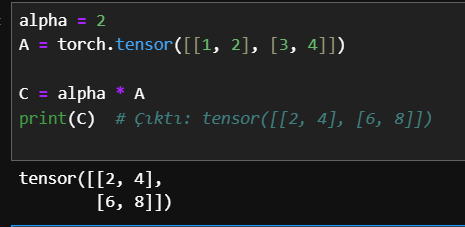 alpha = 2
A = torch.tensor([[1, 2], [3, 4]])
C = alpha * A
print(C)  # Çıktı: tensor([[2, 4], [6, 8]])
tensor([[2, 4],
        [6, 8]])